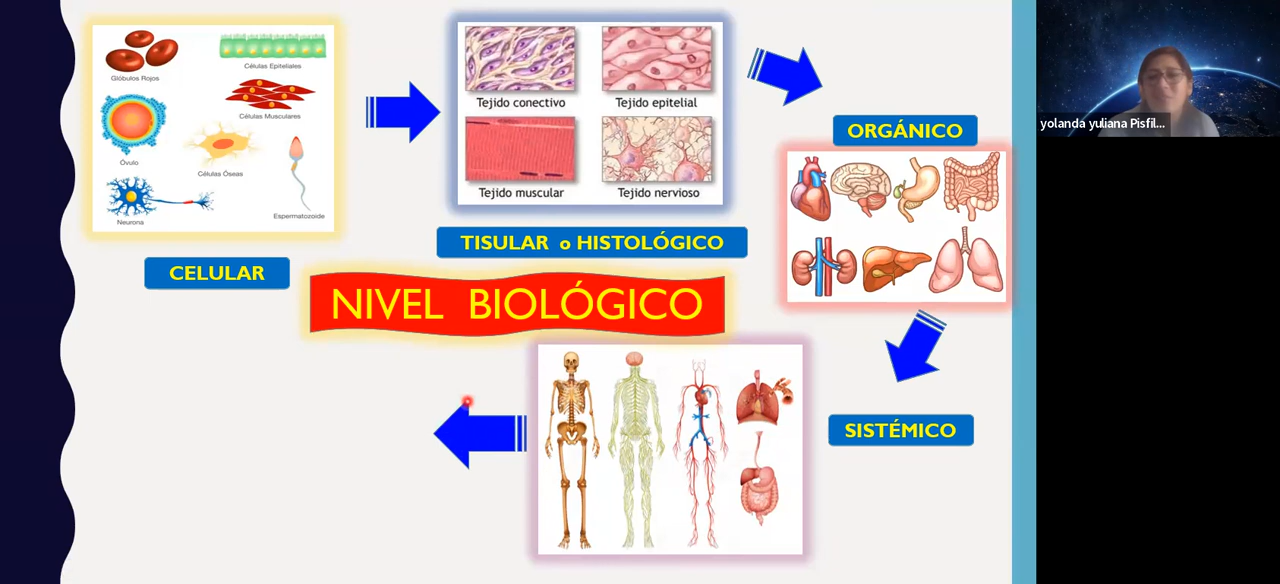 Glóbulos Rojos
Células Epiteliales
Células Musculares
Óvulo
Células Óseas
Neurona
Espermatozoide
CELULAR
Tejido conectivo
Tejido epitelial
Tejido muscular
Tejido nervioso
TISULAR o HISTOLÓGICO
ORGÁNICO
NIVEL BIOLÓGICO
SISTÉMICO
yolanda yuliana Pisfil...